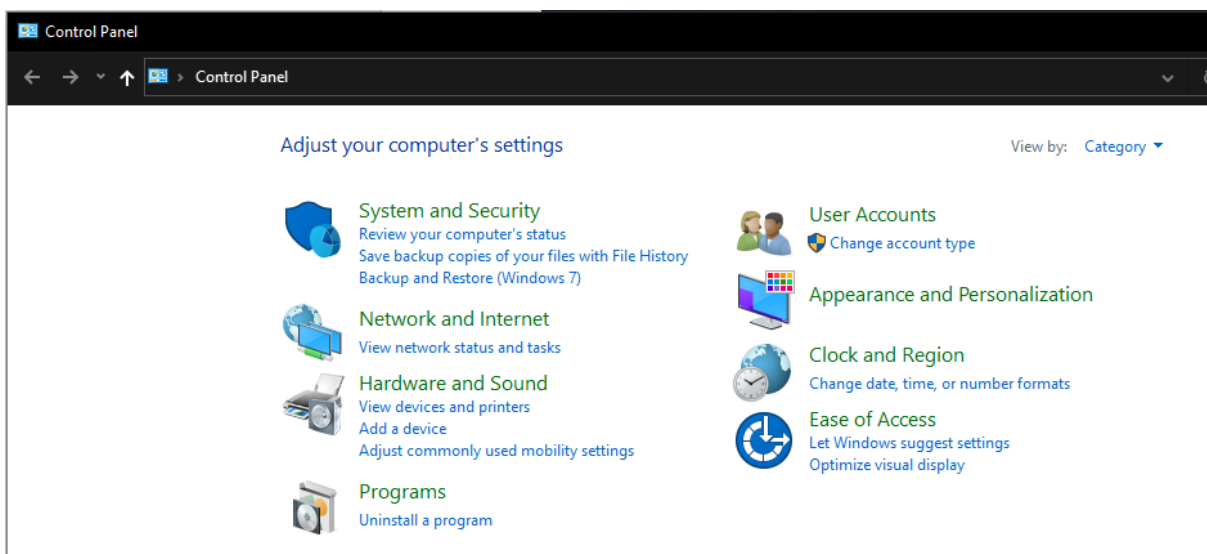 Control Panel
Control Panel
Adjust your computer's settings
View by: Category
System and Security
Review your computer's status
Save backup copies of your files with File History
Backup and Restore (Windows 7)
Network and Internet
View network status and tasks
Hardware and Sound
View devices and printers
Add a device
Adjust commonly used mobility settings
Programs
Uninstall a program
User Accounts
Change account type
Appearance and Personalization
Clock and Region
Change date, time, or number formats
Ease of Access
Let Windows suggest settings
Optimize visual display